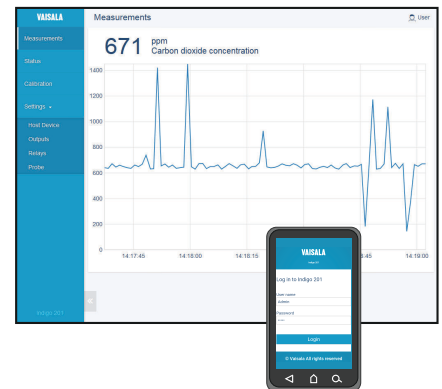 VAISALA
Measurements
User
Measurements
Status
Calibration
Settings
Host Device
Outputs
Relays
Probe
Indigo 201
671
ppm
Carbon dioxide concentration
1400
1200
1000
800
600
400
200
0
14:17:45
14:18:00
14:18:15
:45
14:19:00
VAISALA
Log in to Indigo 201
User name
Admin
Password
Login
© Vaisala All rights reserved